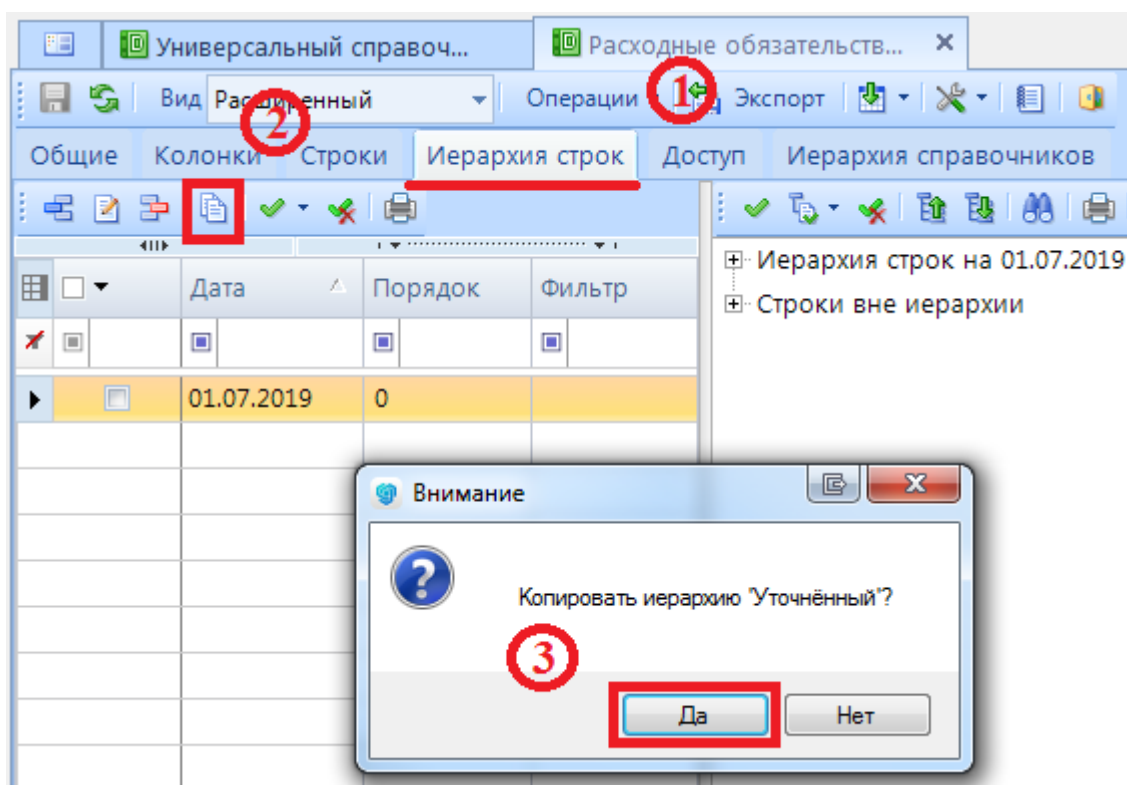 Универсальный справоч... Расходные обязательств...
Вид Расширенный Операции 1 Экспорт
2
Общие Колонки Строки Иерархия строк Доступ Иерархия справочников
Дата Порядок Фильтр
Иерархия строк на 01.07.2019
Строки вне иерархии
01.07.2019 0
Внимание
Копировать иерархию "Уточнённый"?
3
Да Нет